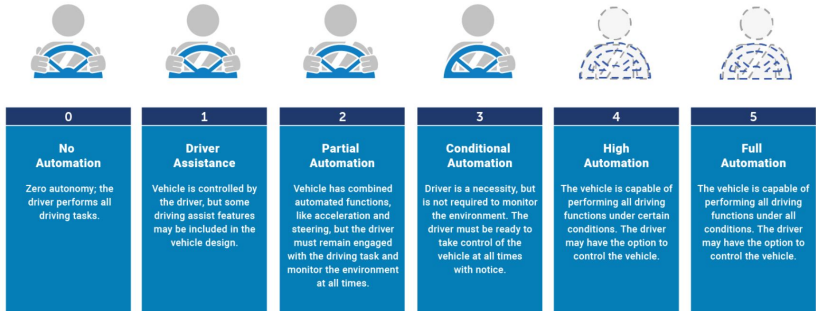 0
No
Automation
Zero autonomy; the
driver performs all
driving tasks.
1
Driver
Assistance
Vehicle is controlled by
the driver, but some
driving assist features
may be included in the
vehicle design.
2
Partial
Automation
Vehicle has combined
automated functions,
like acceleration and
steering, but the driver
must remain engaged
with the driving task and
monitor the environment
at all times.
3
Conditional
Automation
Driver is a necessity, but
is not required to monitor
the environment. The
driver must be ready to
take control of the
vehicle at all times
with notice.
4
High
Automation
The vehicle is capable of
performing all driving
functions under certain
conditions. The driver
may have the option to
control the vehicle.
5
Full
Automation
The vehicle is capable of
performing all driving
functions under all
conditions. The driver
may have the option to
control the vehicle.